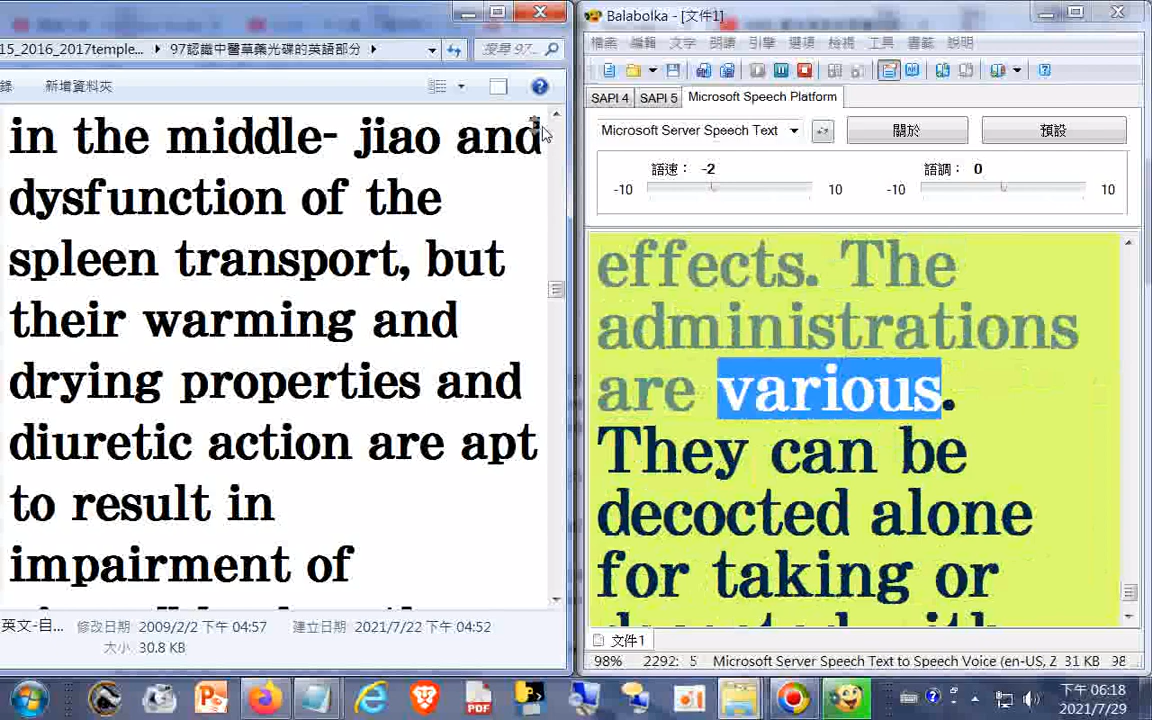 15_2016_2017temple... ▸ 97認識中醫草藥光碟的英語部分 ▸
搜尋 97...
錄 新增資料夾
in the middle- jiao and
dysfunction of the
spleen transport, but
their warming and
drying properties and
diuretic action are apt
to result in
impairment of
英文-自... 修改日期: 2009/2/2 下午 04:57 建立日期: 2021/7/22 下午 04:52
大小: 30.8 KB
Balabolka - [文件1]
檔案 編輯 文字 朗讀 引擎 選項 檢視 工具 書籤 說明
SAPI 4 SAPI 5 Microsoft Speech Platform
Microsoft Server Speech Text 關於 預設
語速: -2 語調: 0
-10 10 -10 10
effects. The
administrations
are various.
They can be
decocted alone
for taking or
decocted with
文件1
98% 2292: 5 Microsoft Server Speech Text to Speech Voice (en-US, Z 31 KB 98
PDF
下午 06:18
2021/7/29